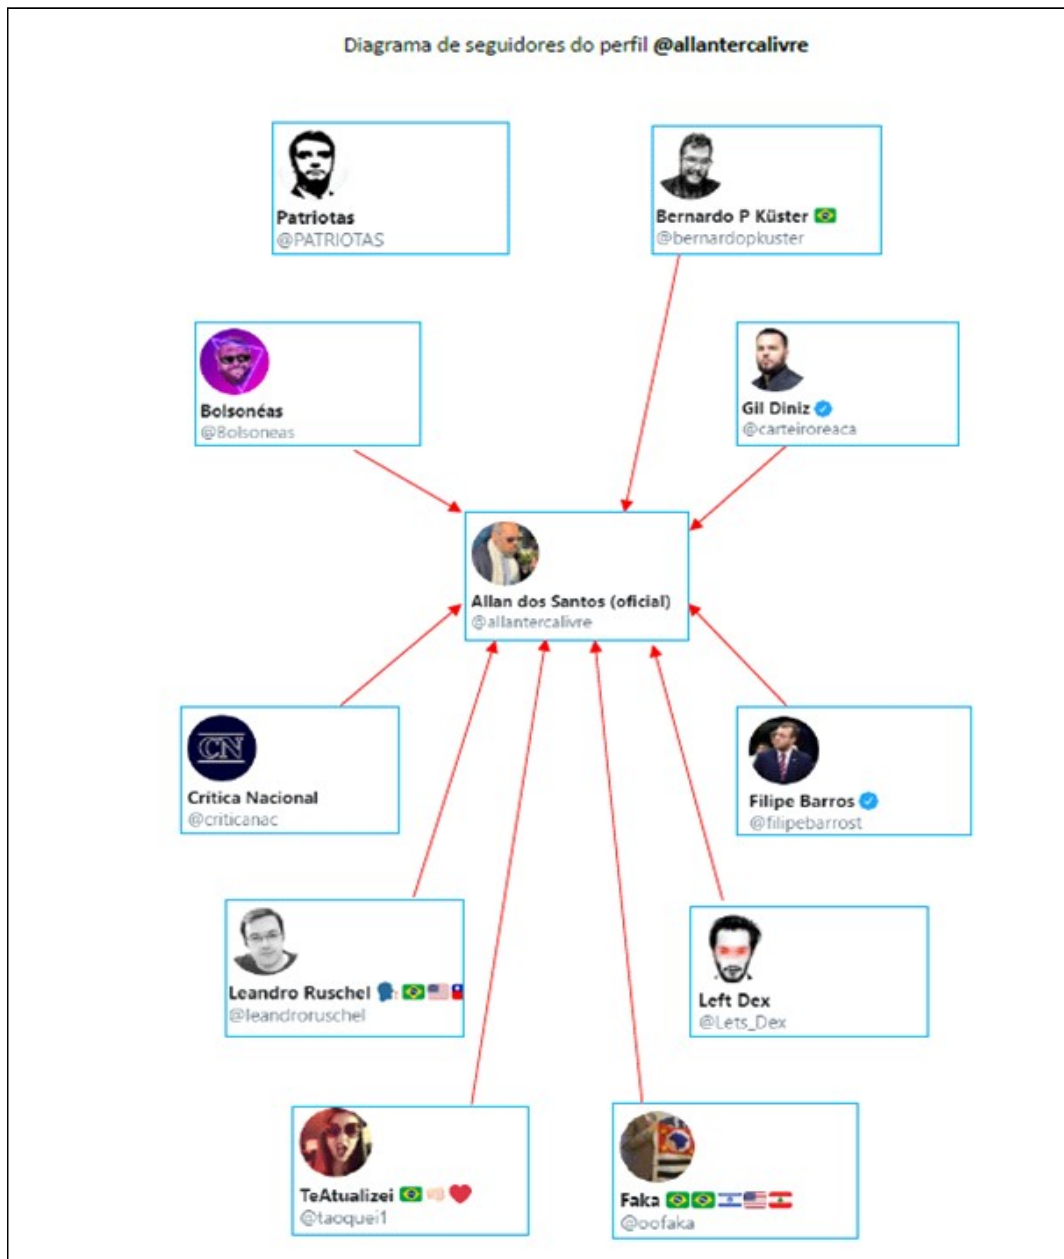 Diagrama de seguidores do perfil @allantercalivre
Patriotas
@PATRIOTAS
Bernardo P Küster 🇧🇷
@bernardopkuster
Bolsonéas
@Bolsoneas
Gil Diniz
@carteiroreaca
Allan dos Santos (oficial)
@allantercalivre
CN
Crítica Nacional
@criticanac
Filipe Barros
@filipebarrost
Leandro Ruschel 🗣🇧🇷🇺🇸
@leandroruschel
Left Dex
@Lets_Dex
TeAtualizei 🇧🇷👊🏻❤
@taoquei1
Faka 🇧🇷🇧🇷🇮🇱🇺🇸🇱🇧
@oofaka